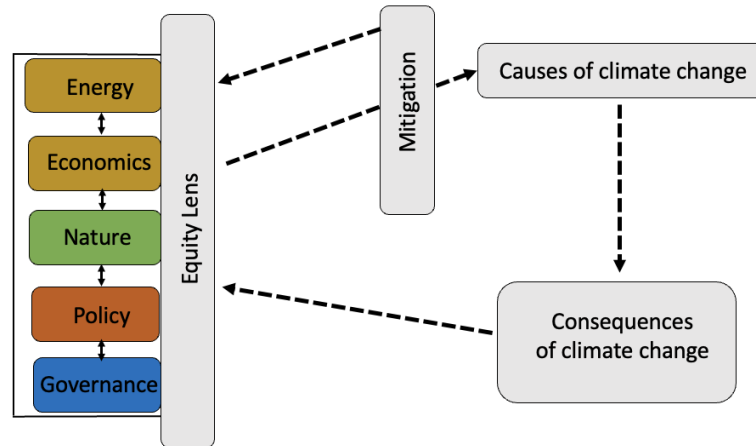 Energy
Economics
Nature
Policy
Governance
Equity Lens
Mitigation
Causes of climate change
Consequences
of climate change